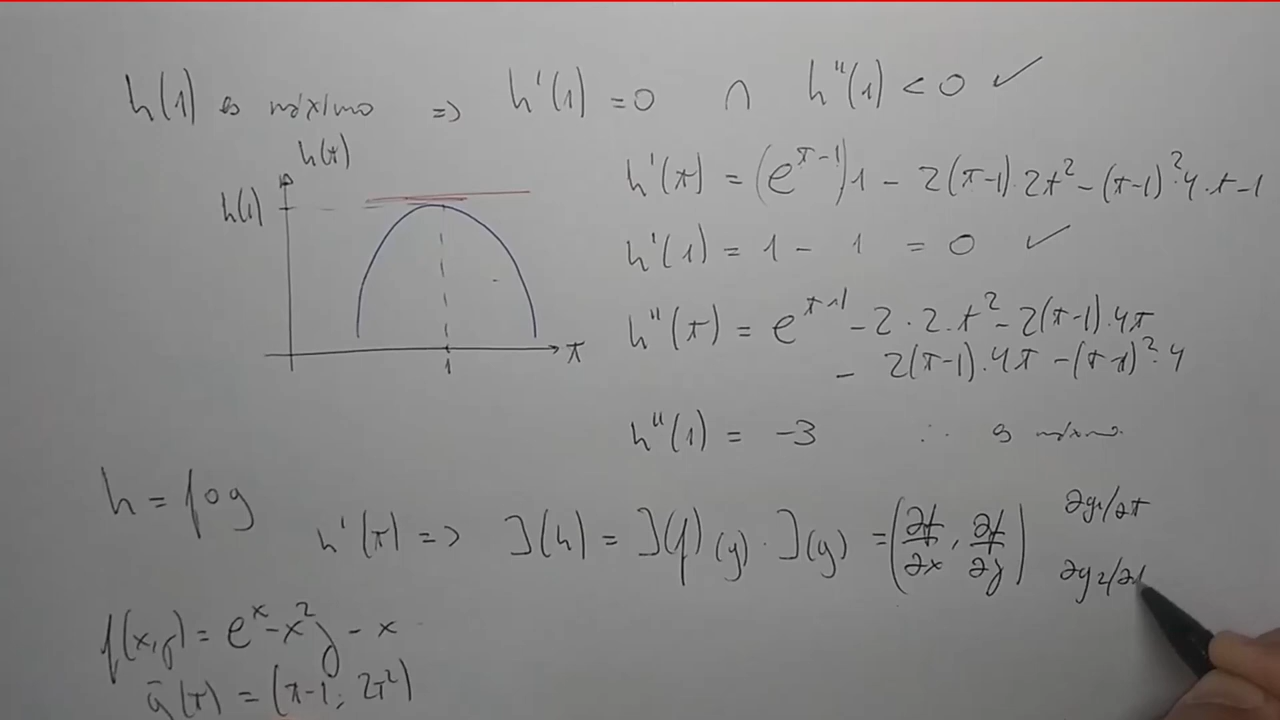 h(1) es máximo => h'(1) = 0 ∩ h''(1) < 0 ✓
h(t)
h(1)
1
t
h'(t) = (e^{t-1})1 - 2(t-1)·2t² - (t-1)²·4·t - 1
h'(1) = 1 - 1 = 0 ✓
h''(t) = e^{t-1} - 2·2·t² - 2(t-1)·4t
- 2(t-1)·4t - (t-1)²·4
h''(1) = -3 ∴ es máximo
h = fog
h'(t) => J(h) = J(f)(g) · J(g) = (∂f/∂x, ∂f/∂y) ∂g1/∂t
∂g2/∂t
f(x,y) = e^x - x²y - x
g(t) = (t-1; 2t²)